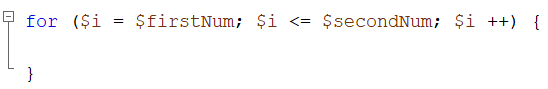 for ($i = $firstNum; $i <= $secondNum; $i ++) {
}